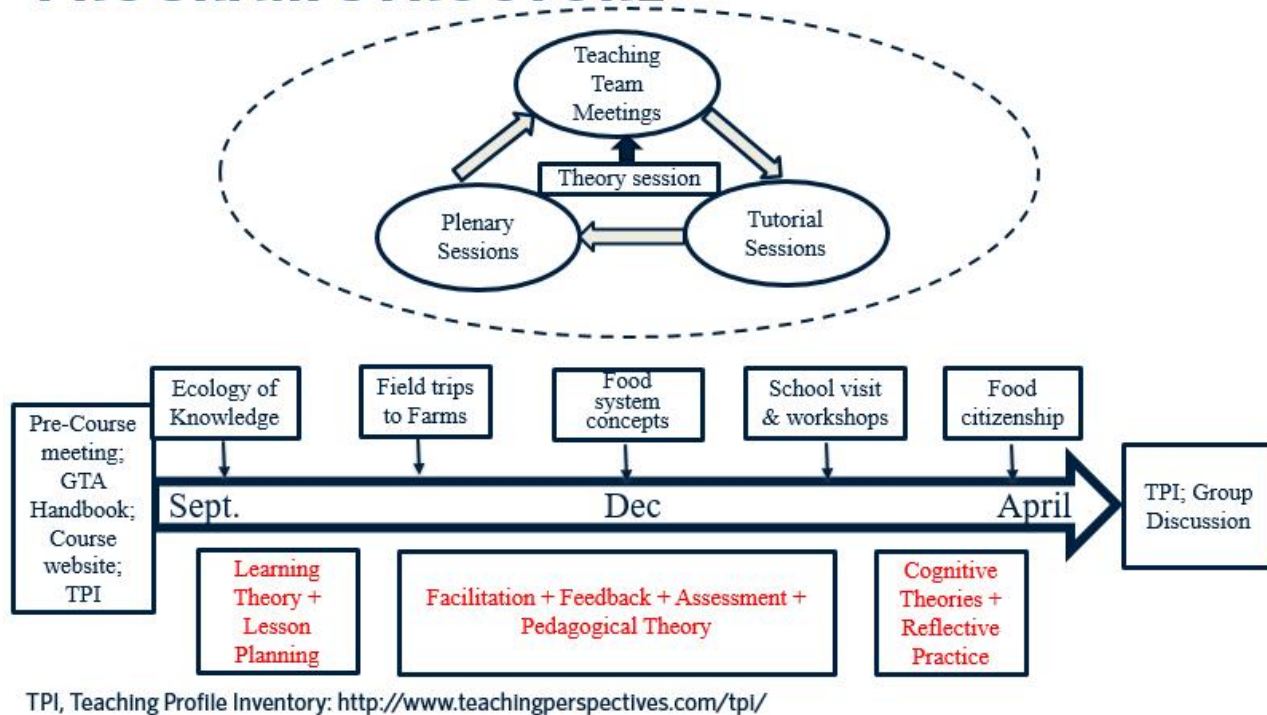 Teaching
Team
Meetings
Theory session
Plenary
Sessions
Tutorial
Sessions
Ecology of
Knowledge
Field trips
to Farms
Food
system
concepts
School visit
& workshops
Food
citizenship
Pre-Course
meeting;
GTA
Handbook;
Course
website;
TPI
Sept.
Dec
April
TPI; Group
Discussion
Learning
Theory +
Lesson
Planning
Facilitation + Feedback + Assessment +
Pedagogical Theory
Cognitive
Theories +
Reflective
Practice
TPI, Teaching Profile Inventory: http://www.teachingperspectives.com/tpi/